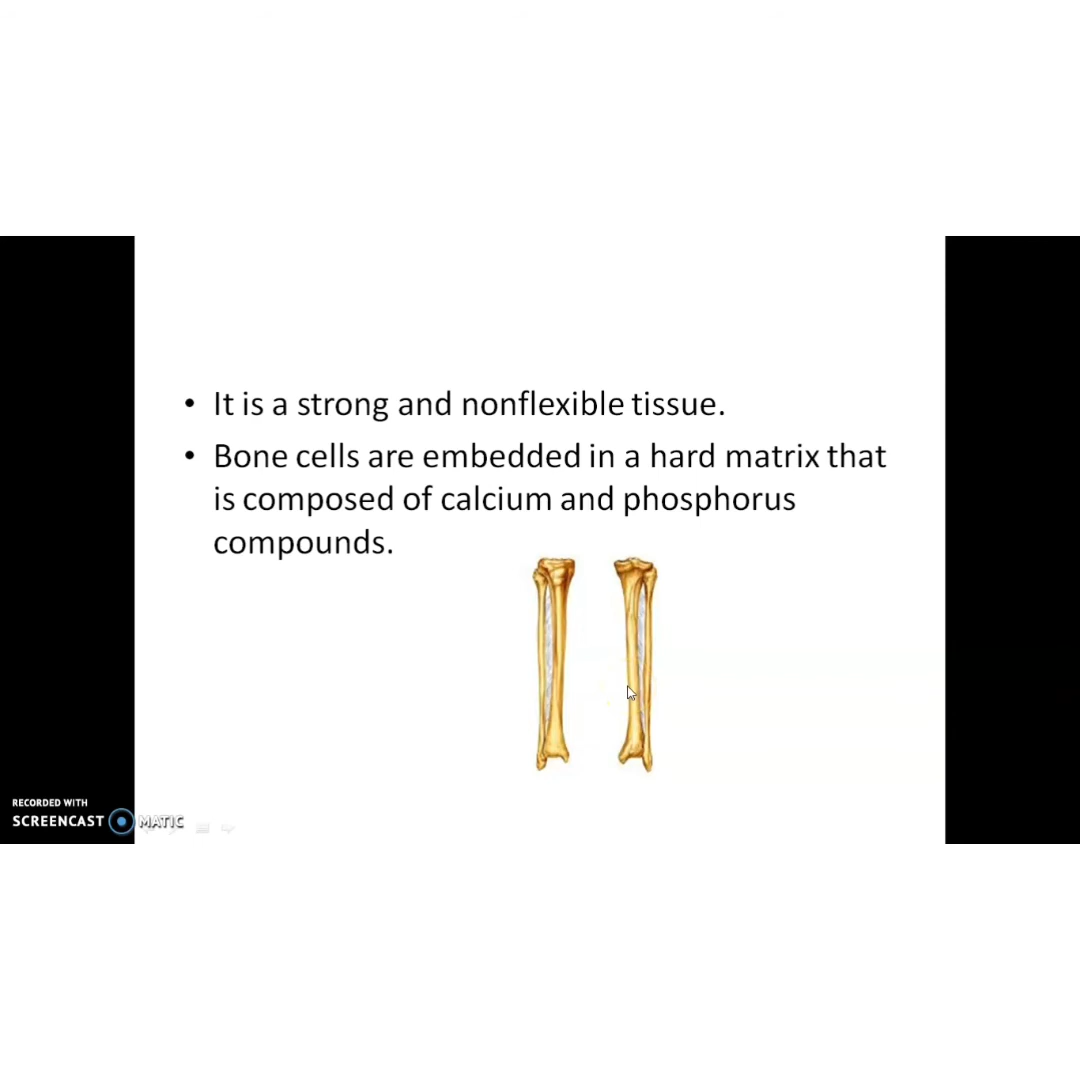 • It is a strong and nonflexible tissue.
• Bone cells are embedded in a hard matrix that
is composed of calcium and phosphorus
compounds.
RECORDED WITH
SCREENCAST MATIC